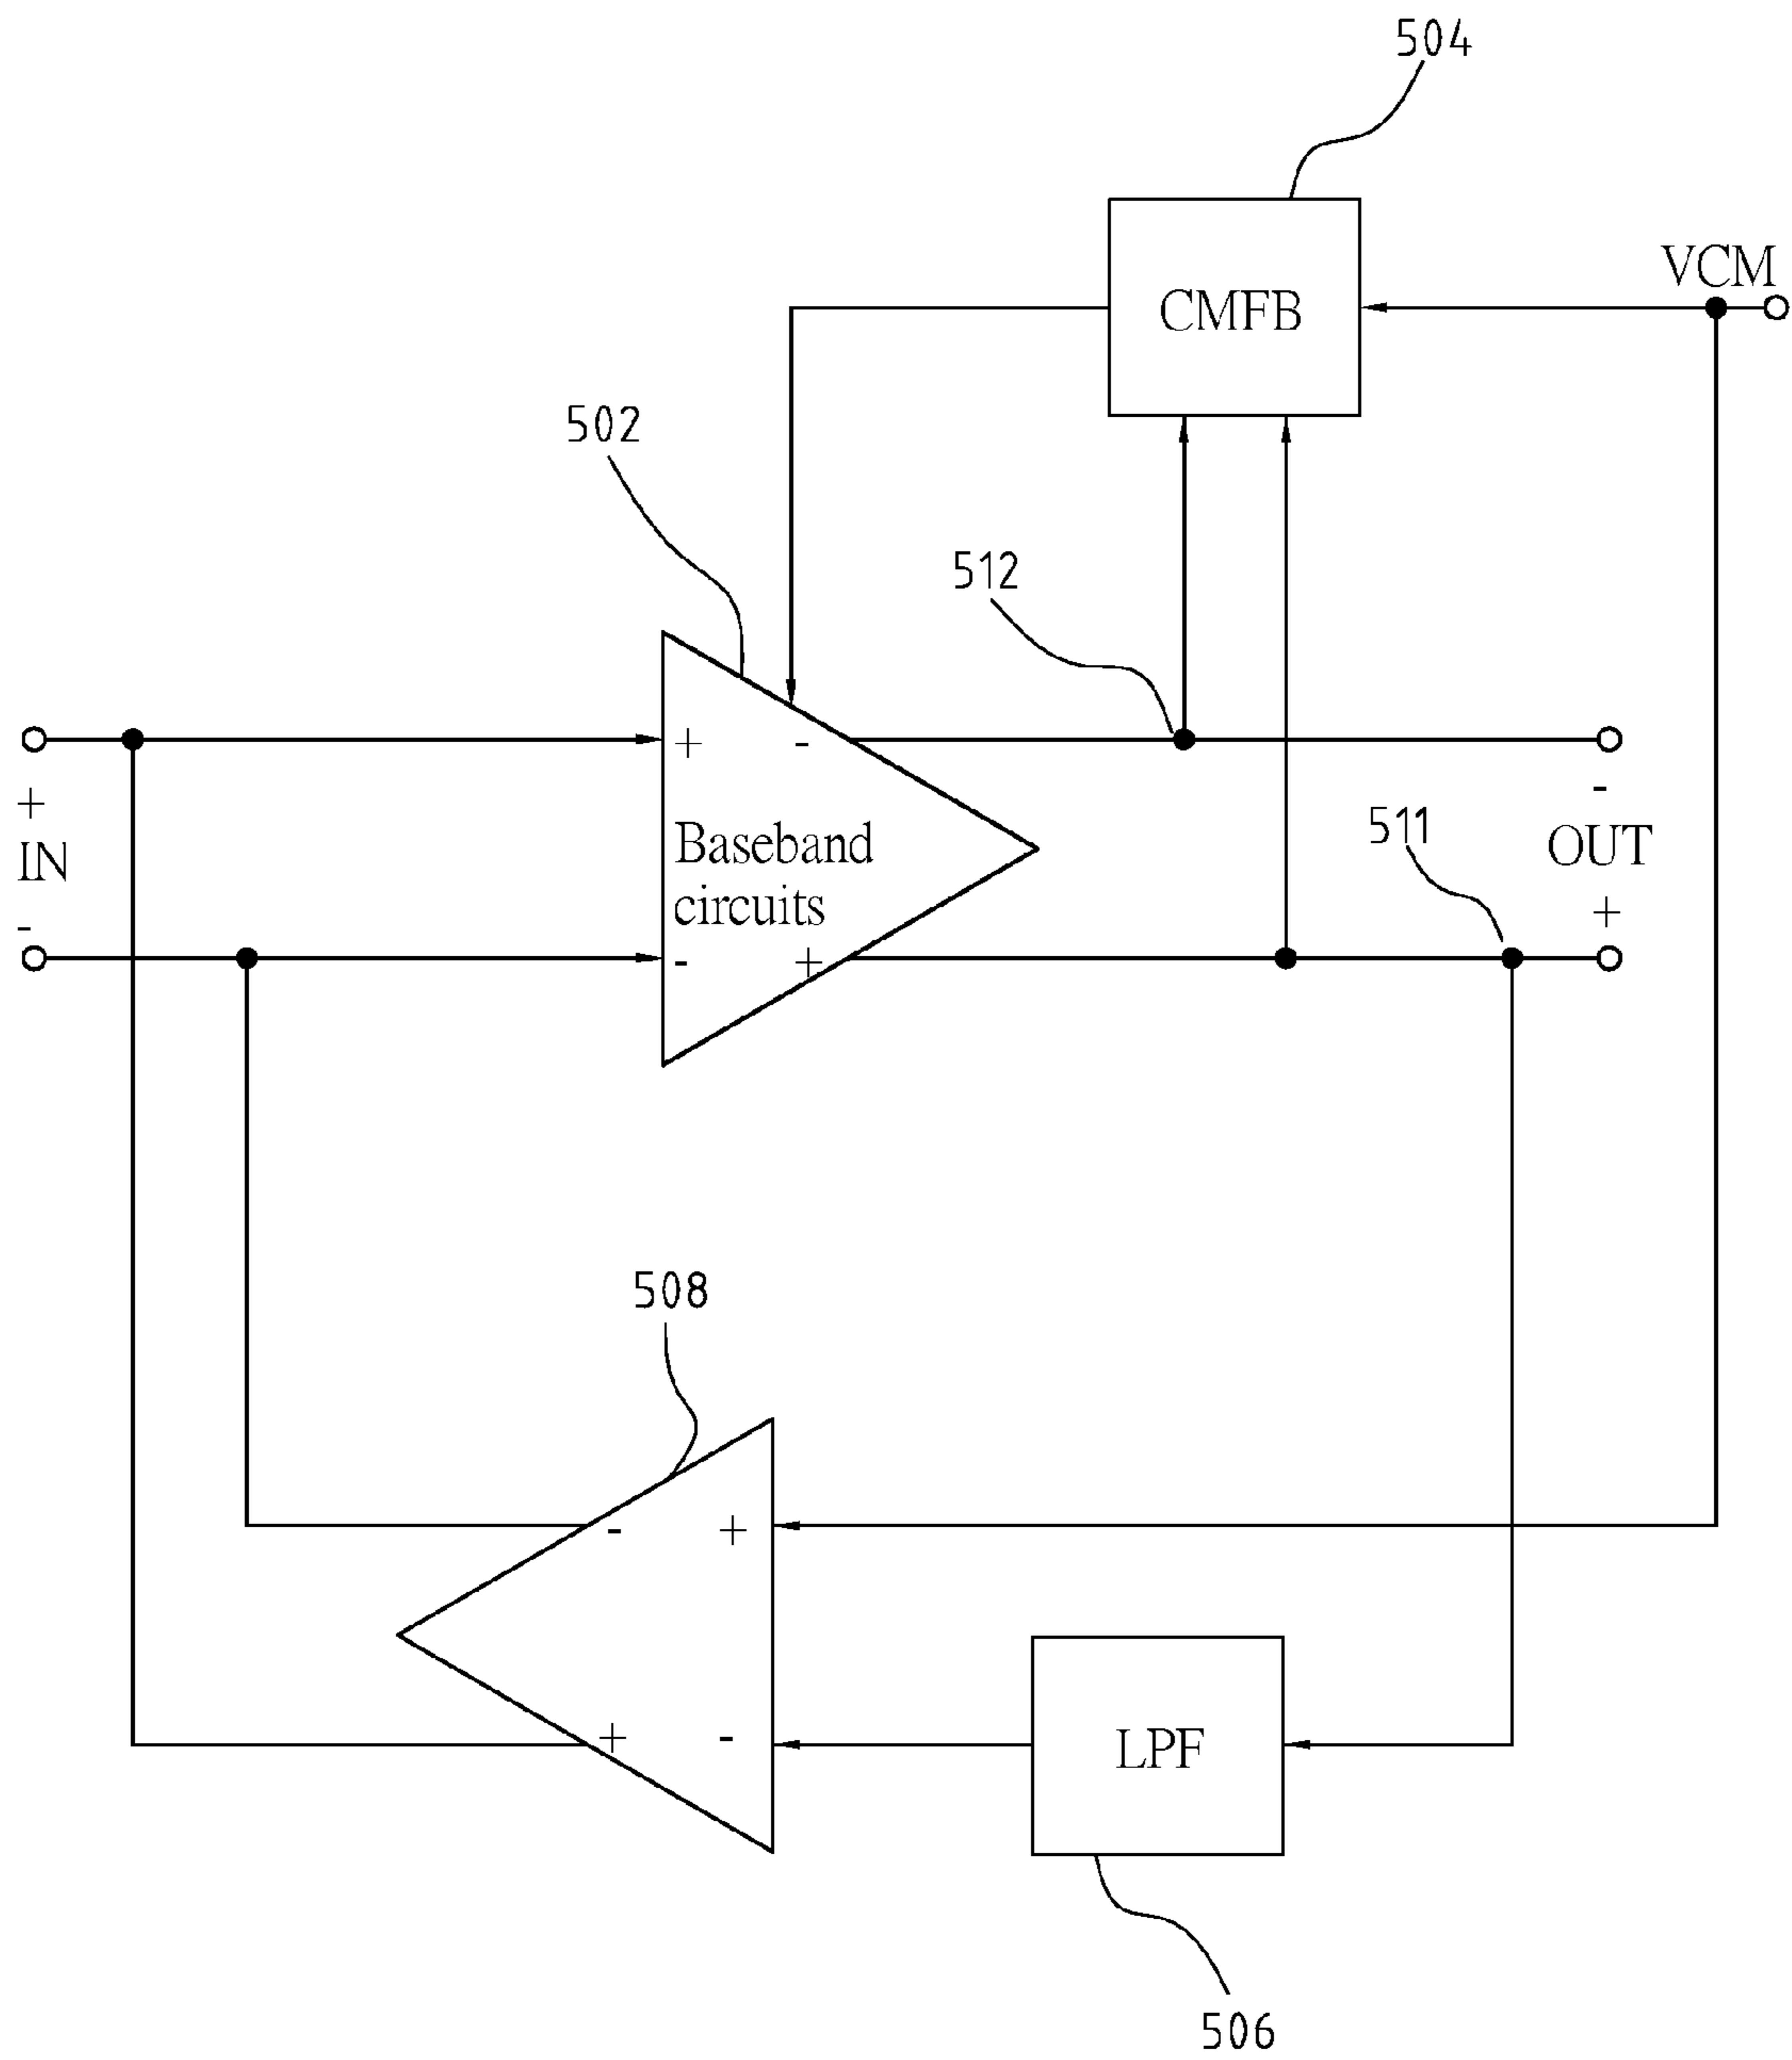 504
VCM
CMFB
502
512
+ -
+
IN
-
Baseband
circuits
- +
511
-
OUT
+
508
- +
+ -
LPF
506